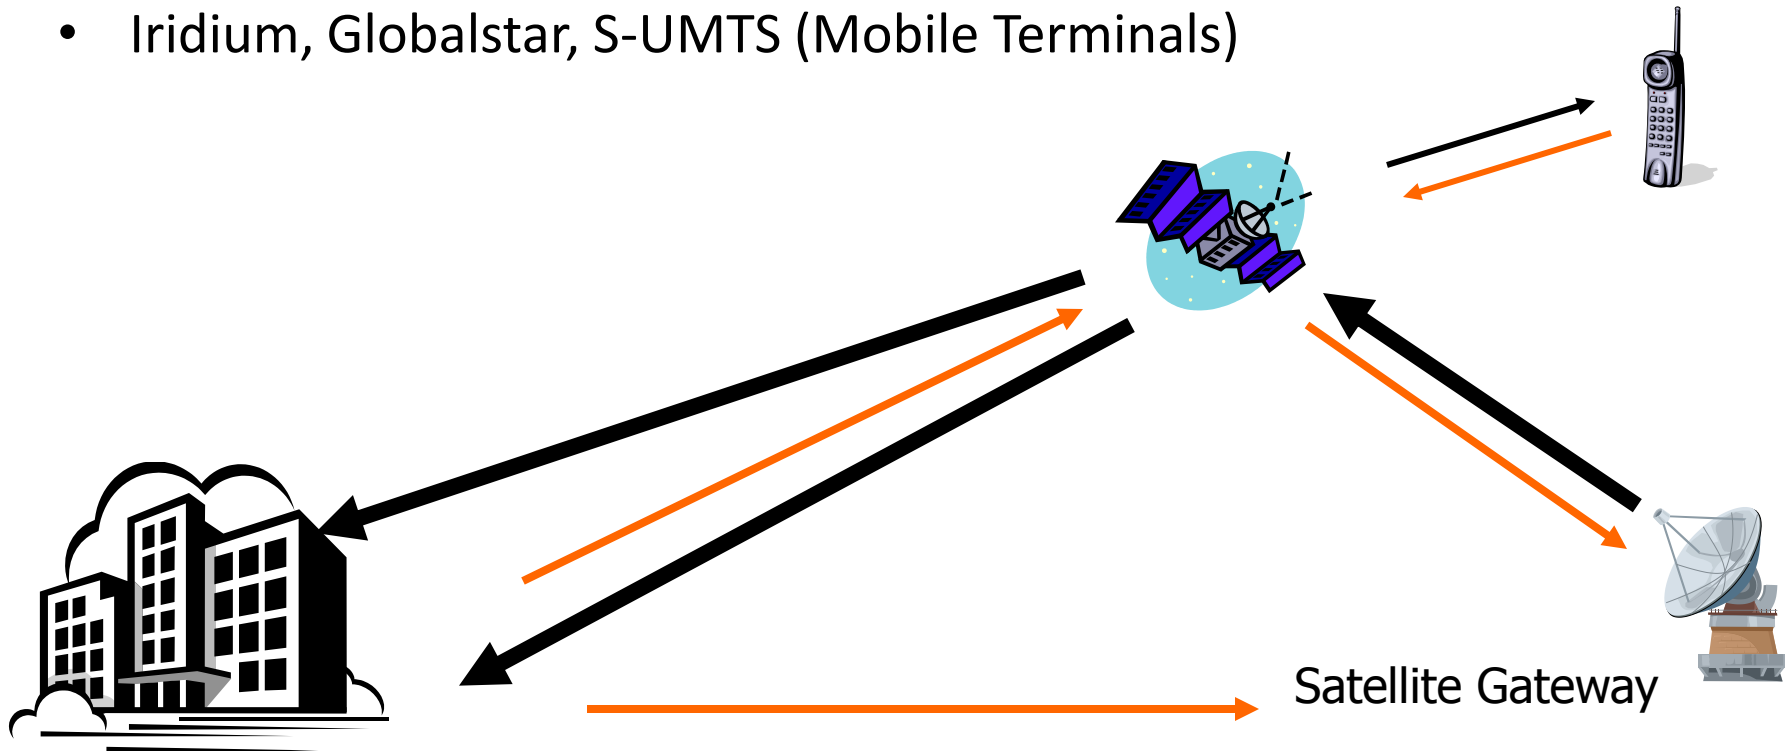 • Iridium, Globalstar, S-UMTS (Mobile Terminals)
Satellite Gateway